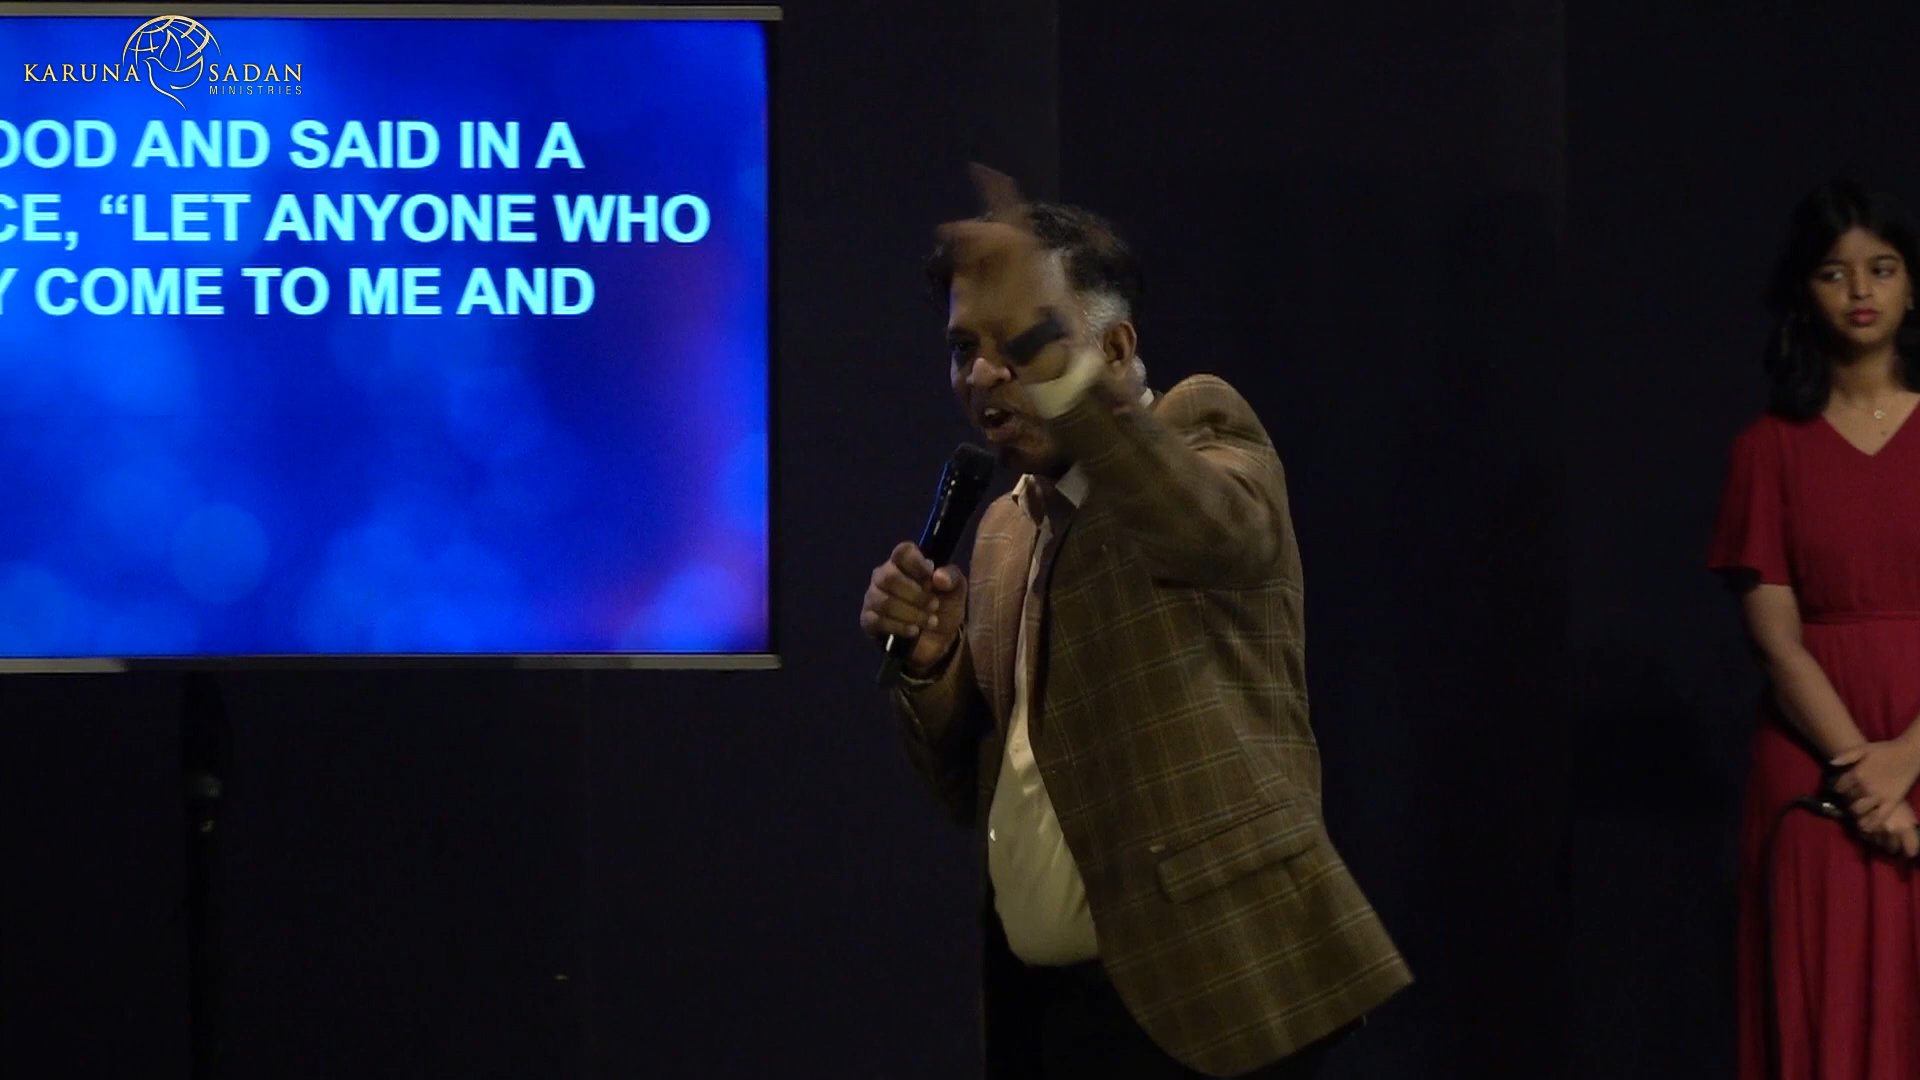 KARUNA SADAN
MINISTRIES
OOD AND SAID IN A
CE, “LET ANYONE WHO
Y COME TO ME AND